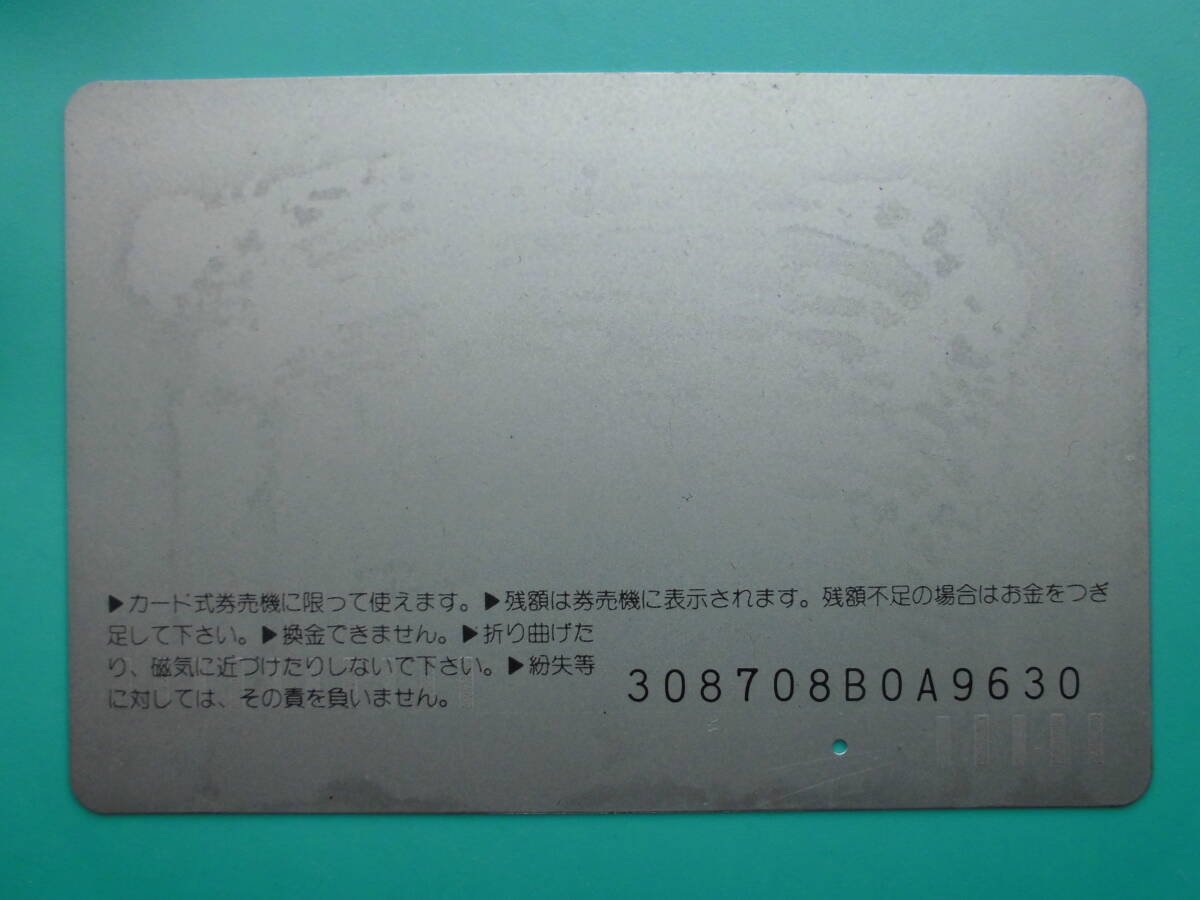 ▶カード式券売機に限って使えます。▶残額は券売機に表示されます。残額不足の場合はお金をつぎ
足して下さい。▶換金できません。▶折り曲げた
り、磁気に近づけたりしないで下さい。▶紛失等
に対しては、その責を負いません。
308708B0A9630